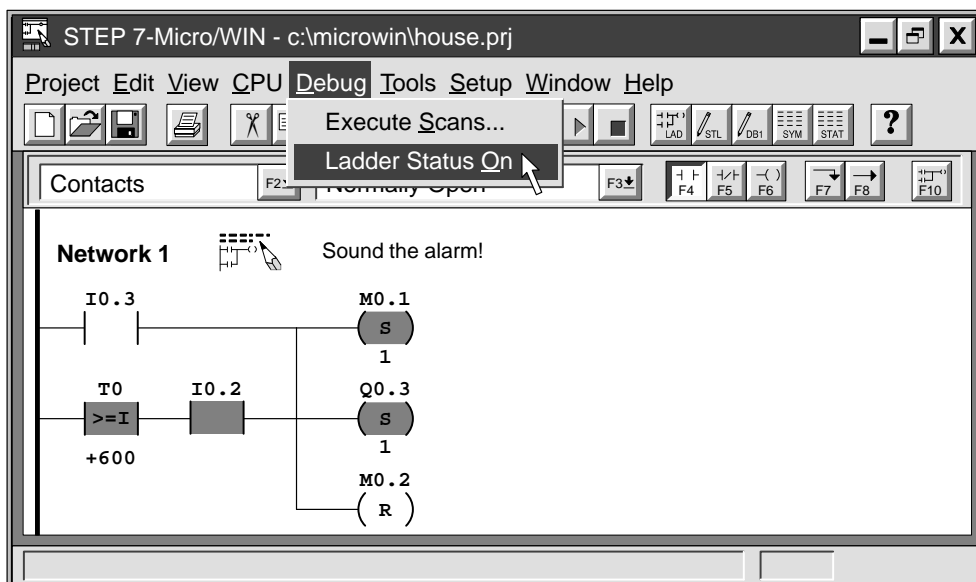 STEP 7-Micro/WIN - c:\microwin\house.prj
Project Edit View CPU Debug Tools Setup Window Help
Execute Scans...
Ladder Status On
LAD STL DB1 SYM STAT ?
Contacts F2 Normally Open F3 F4 F5 F6 F7 F8 F10
Network 1 Sound the alarm!
I0.3 M0.1
S
1
T0 I0.2 Q0.3
>=I S
+600 1
M0.2
R